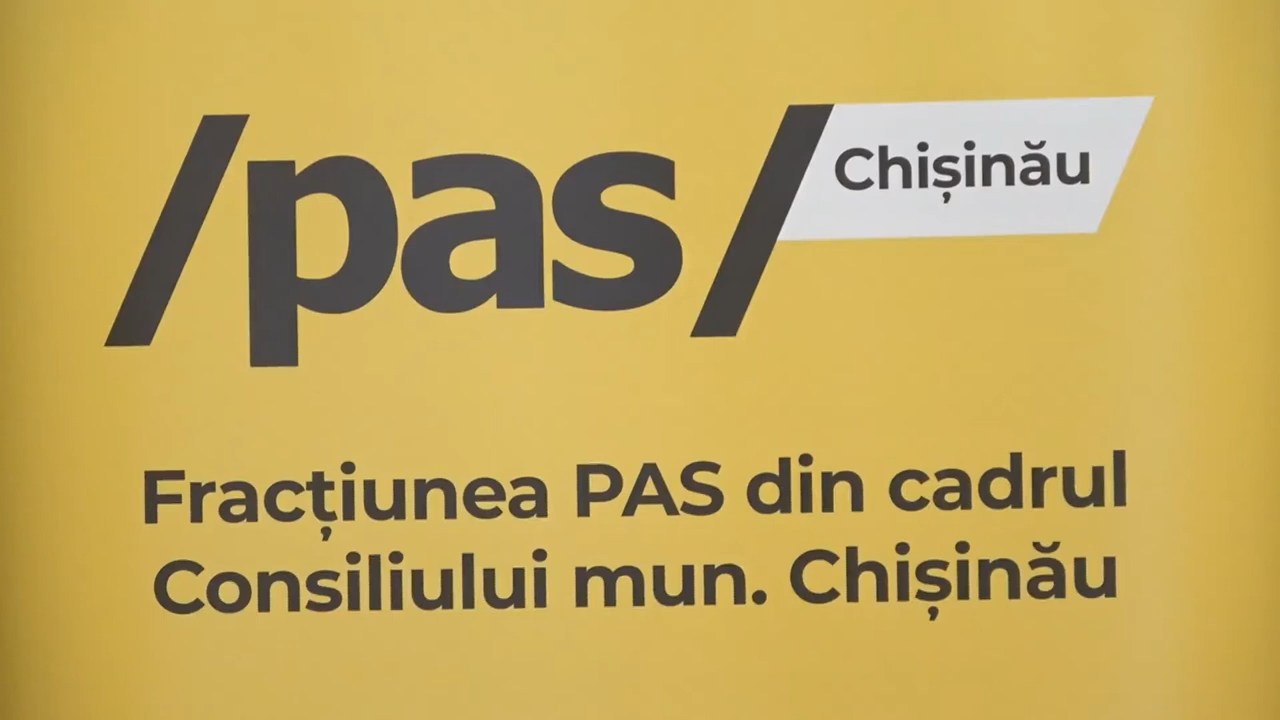 /pas/ Chișinău
Fracțiunea PAS din cadrul
Consiliului mun. Chișinău